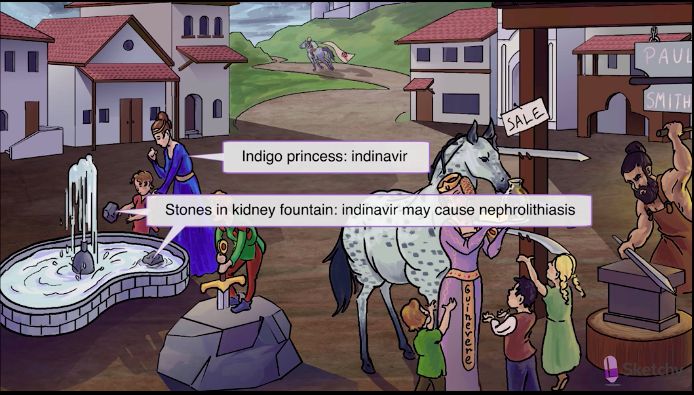 PAUL
SMITH
SALE
Indigo princess: indinavir
Stones in kidney fountain: indinavir may cause nephrolithiasis
Guinevere
Sketchy